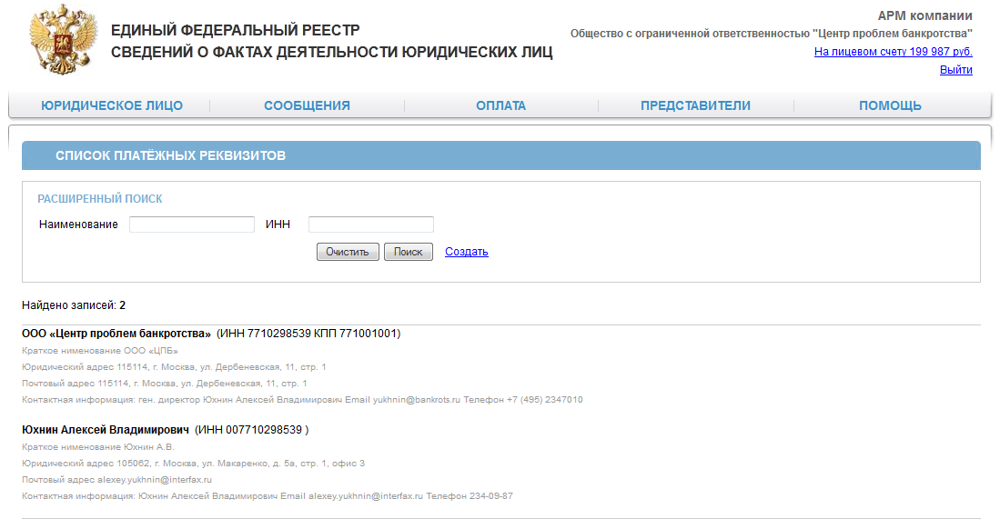 ЕДИНЫЙ ФЕДЕРАЛЬНЫЙ РЕЕСТР
СВЕДЕНИЙ О ФАКТАХ ДЕЯТЕЛЬНОСТИ ЮРИДИЧЕСКИХ ЛИЦ
АРМ компании
Общество с ограниченной ответственностью "Центр проблем банкротства"
На лицевом счету 199 987 руб.
Выйти
ЮРИДИЧЕСКОЕ ЛИЦО СООБЩЕНИЯ ОПЛАТА ПРЕДСТАВИТЕЛИ ПОМОЩЬ
СПИСОК ПЛАТЁЖНЫХ РЕКВИЗИТОВ
РАСШИРЕННЫЙ ПОИСК
Наименование ИНН
Очистить Поиск Создать
Найдено записей: 2
ООО «Центр проблем банкротства» (ИНН 7710298539 КПП 771001001)
Краткое нименование ООО «ЦПБ»
Юридический адрес 115114, г. Москва, ул. Дербеневская, 11, стр. 1
Почтовый адрес 115114, г. Москва, ул. Дербеневская, 11, стр. 1
Контактная информация: ген. директор Юхнин Алексей Владимирович Email yukhnin@bankrots.ru Телефон +7 (495) 2347010
Юхнин Алексей Владимирович (ИНН 007710298539 )
Краткое нименование Юхнин А.В.
Юридический адрес 105062, г. Москва, ул. Макаренко, д. 5а, стр. 1, офис 3
Почтовый адрес alexey.yukhnin@interfax.ru
Контактная информация: Юхнин Алексей Владимирович Email alexey.yukhnin@interfax.ru Телефон 234-09-87